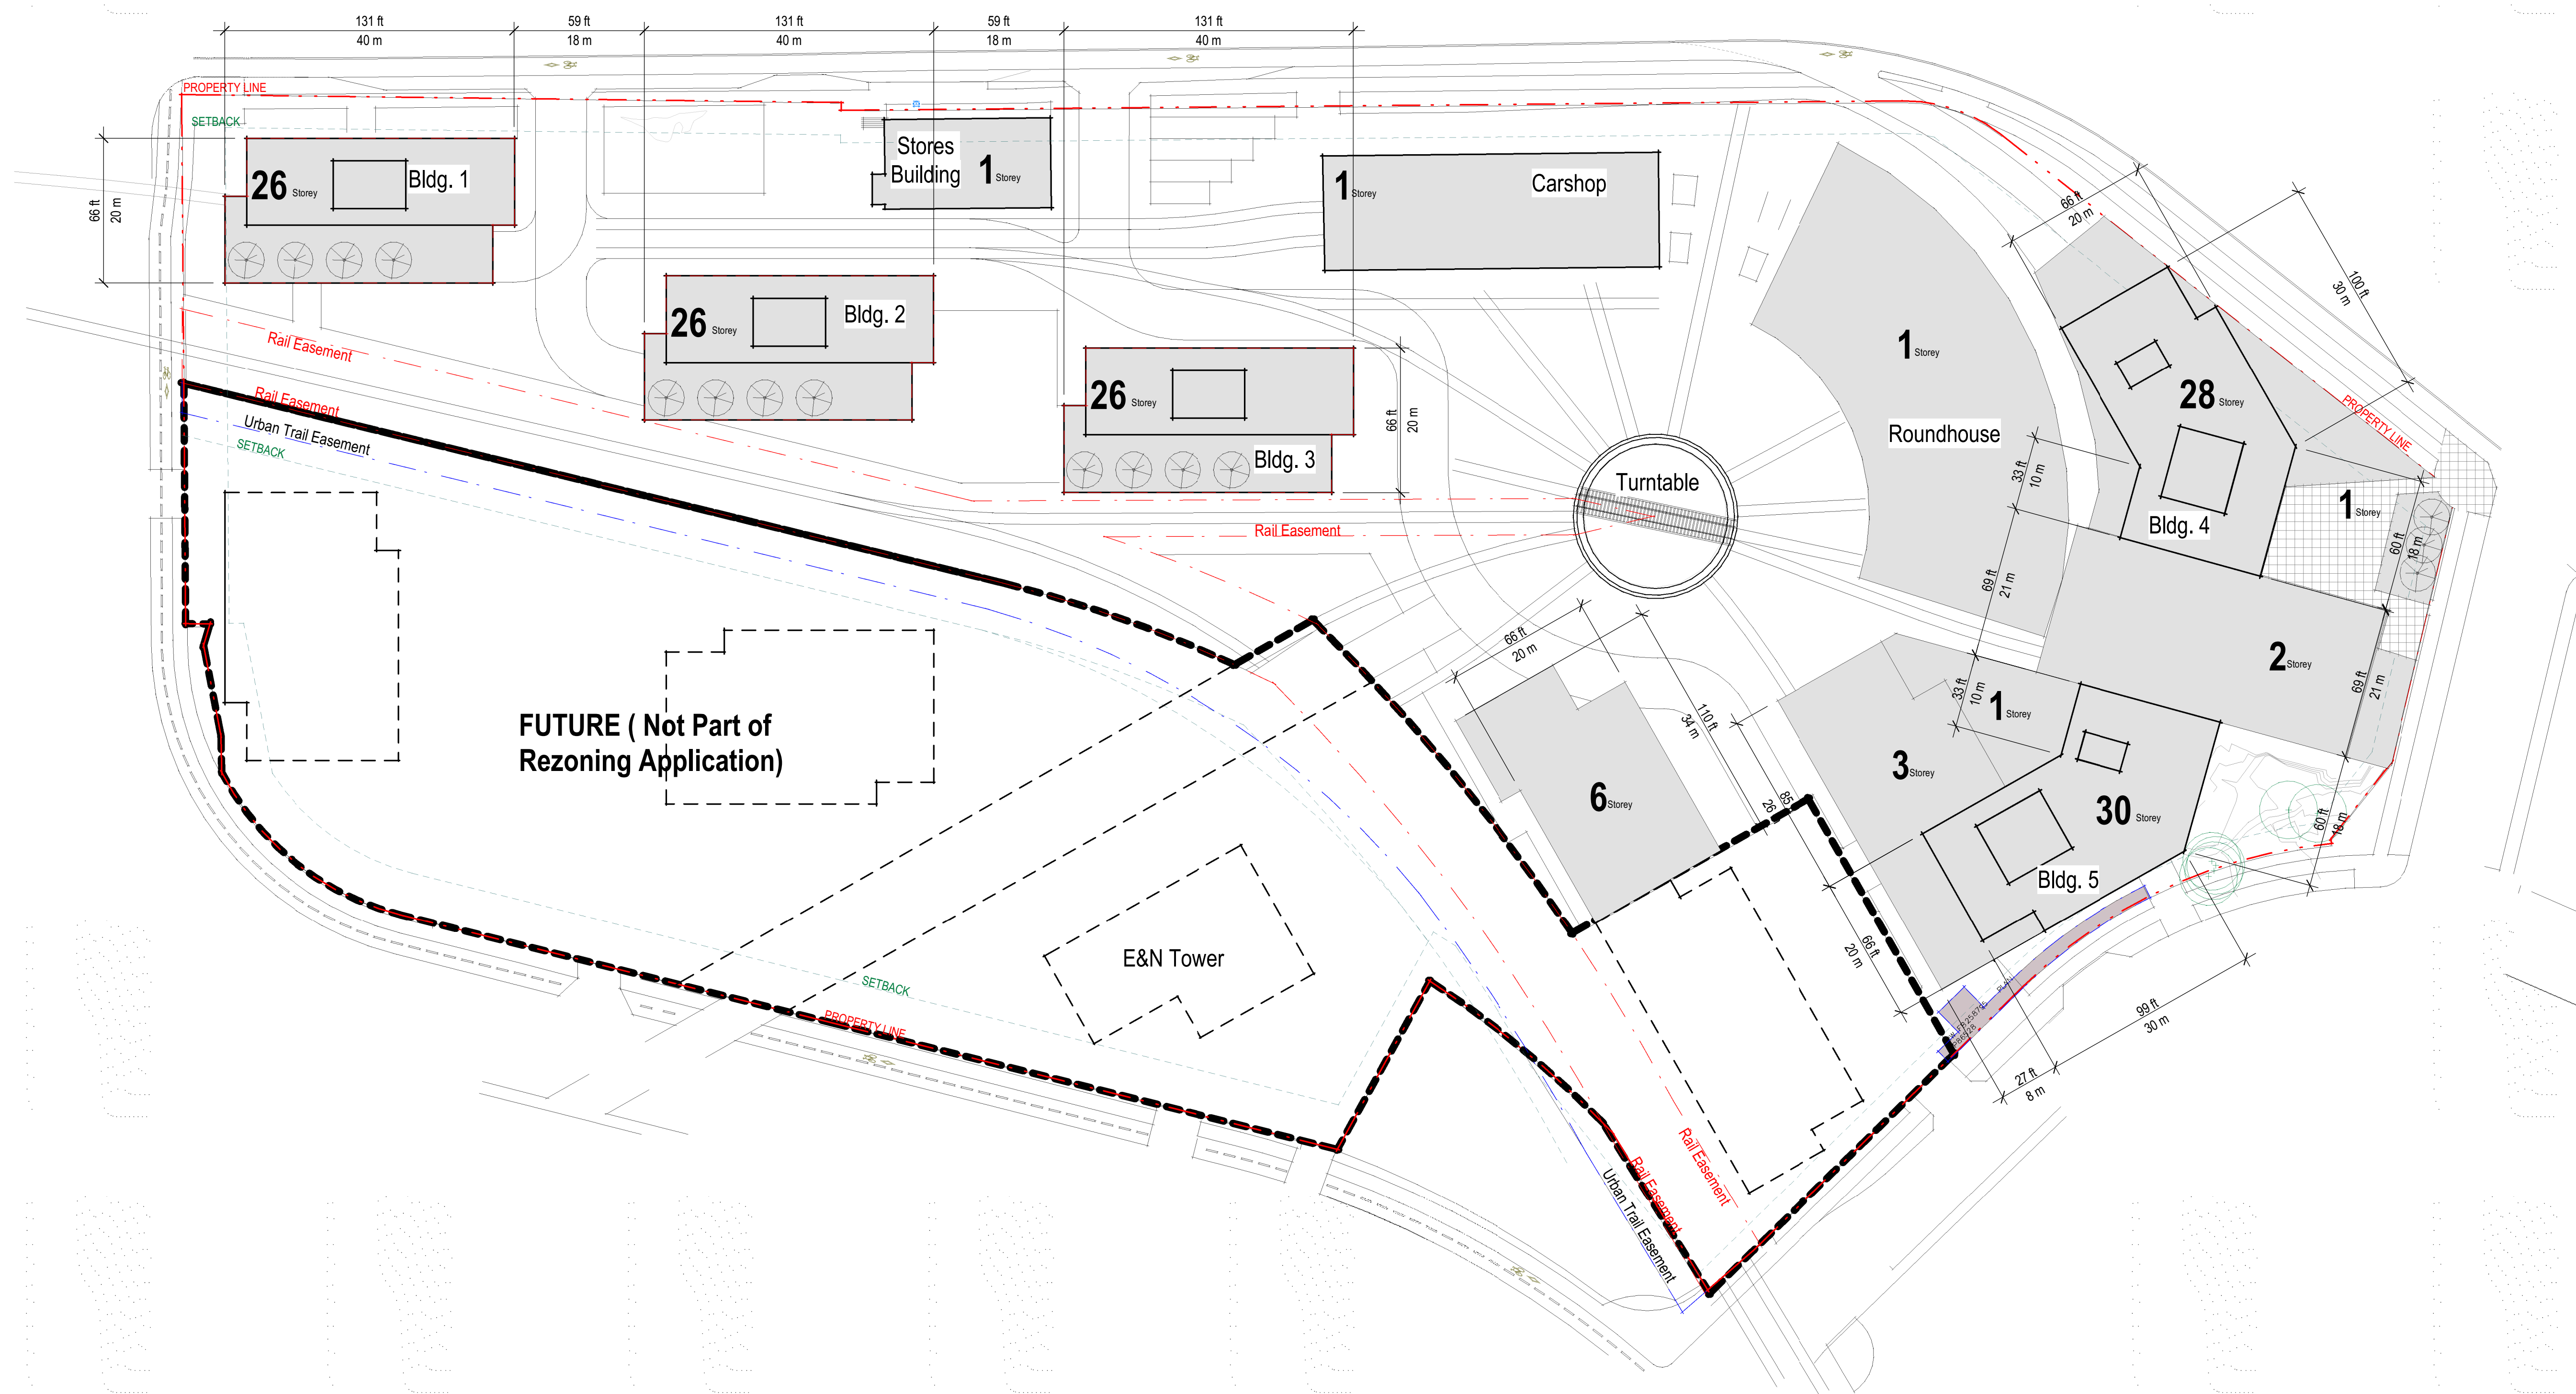 131 ft
40 m
59 ft
18 m
131 ft
40 m
59 ft
18 m
131 ft
40 m
PROPERTY LINE
SETBACK
66 ft
20 m
26 Storey
Bldg. 1
Stores
Building
1 Storey
1 Storey
Carshop
66 ft
20 m
100 ft
30 m
Rail Easement
26 Storey
Bldg. 2
1 Storey
Roundhouse
28 Storey
PROPERTY LINE
Rail Easement
Urban Trail Easement
SETBACK
26 Storey
Bldg. 3
66 ft
20 m
Turntable
33 ft
10 m
Bldg. 4
1 Storey
60 ft
18 m
Rail Easement
69 ft
21 m
66 ft
20 m
2 Storey
69 ft
21 m
33 ft
10 m
1 Storey
110 ft
34 m
FUTURE ( Not Part of
Rezoning Application)
6 Storey
85
26
3 Storey
30 Storey
60 ft
18 m
Bldg. 5
66 ft
20 m
E&N Tower
SETBACK
PROPERTY LINE
99 ft
30 m
27 ft
8 m
Rail Easement
Rail Easement
Urban Trail Easement